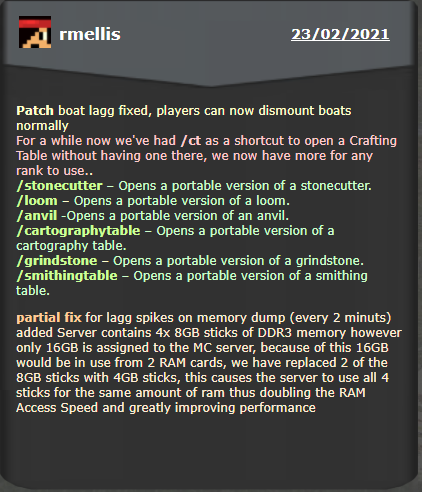 rmellis
23/02/2021
Patch boat lagg fixed, players can now dismount boats
normally
For a while now we've had /ct as a shortcut to open a Crafting
Table without having one there, we now have more for any
rank to use..
/stonecutter – Opens a portable version of a stonecutter.
/loom – Opens a portable version of a loom.
/anvil -Opens a portable version of an anvil.
/cartographytable – Opens a portable version of a
cartography table.
/grindstone – Opens a portable version of a grindstone.
/smithingtable – Opens a portable version of a smithing
table.
partial fix for lagg spikes on memory dump (every 2 minuts)
added Server contains 4x 8GB sticks of DDR3 memory however
only 16GB is assigned to the MC server, because of this 16GB
would be in use from 2 RAM cards, we have replaced 2 of the
8GB sticks with 4GB sticks, this causes the server to use all 4
sticks for the same amount of ram thus doubling the RAM
Access Speed and greatly improving performance